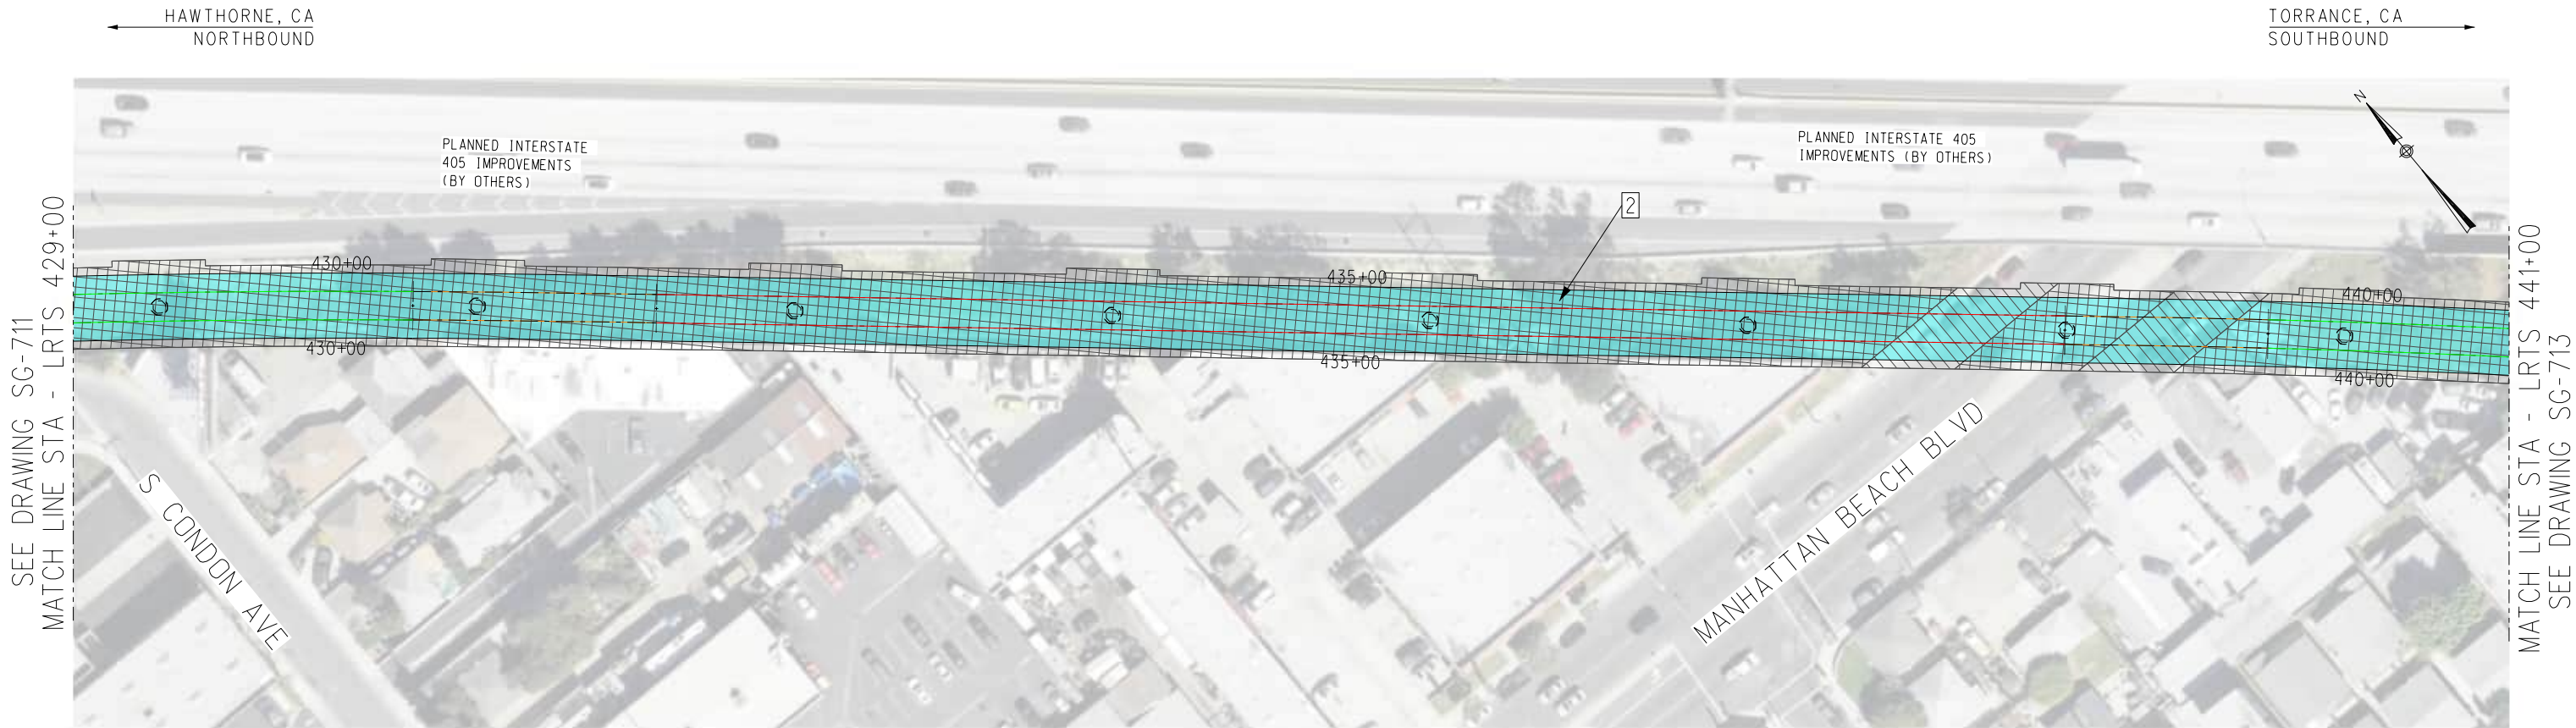 HAWTHORNE, CA
NORTHBOUND
TORRANCE, CA
SOUTHBOUND
N
PLANNED INTERSTATE
405 IMPROVEMENTS
(BY OTHERS)
PLANNED INTERSTATE 405
IMPROVEMENTS (BY OTHERS)
2
SEE DRAWING SG-711
MATCH LINE STA - LRTS 429+00
430+00
435+00
440+00
430+00
435+00
440+00
S CONDON AVE
MANHATTAN BEACH BLVD
MATCH LINE STA - LRTS 441+00
SEE DRAWING SG-713